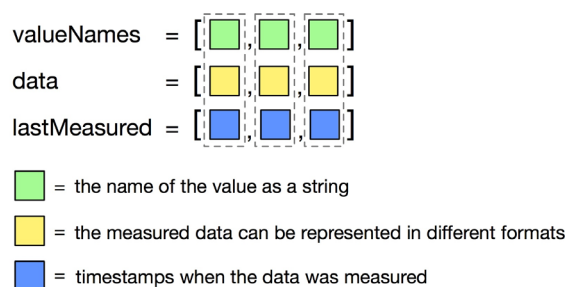 valueNames = [ , , ]
data = [ , , ]
lastMeasured = [ , , ]
= the name of the value as a string
= the measured data can be represented in different formats
= timestamps when the data was measured